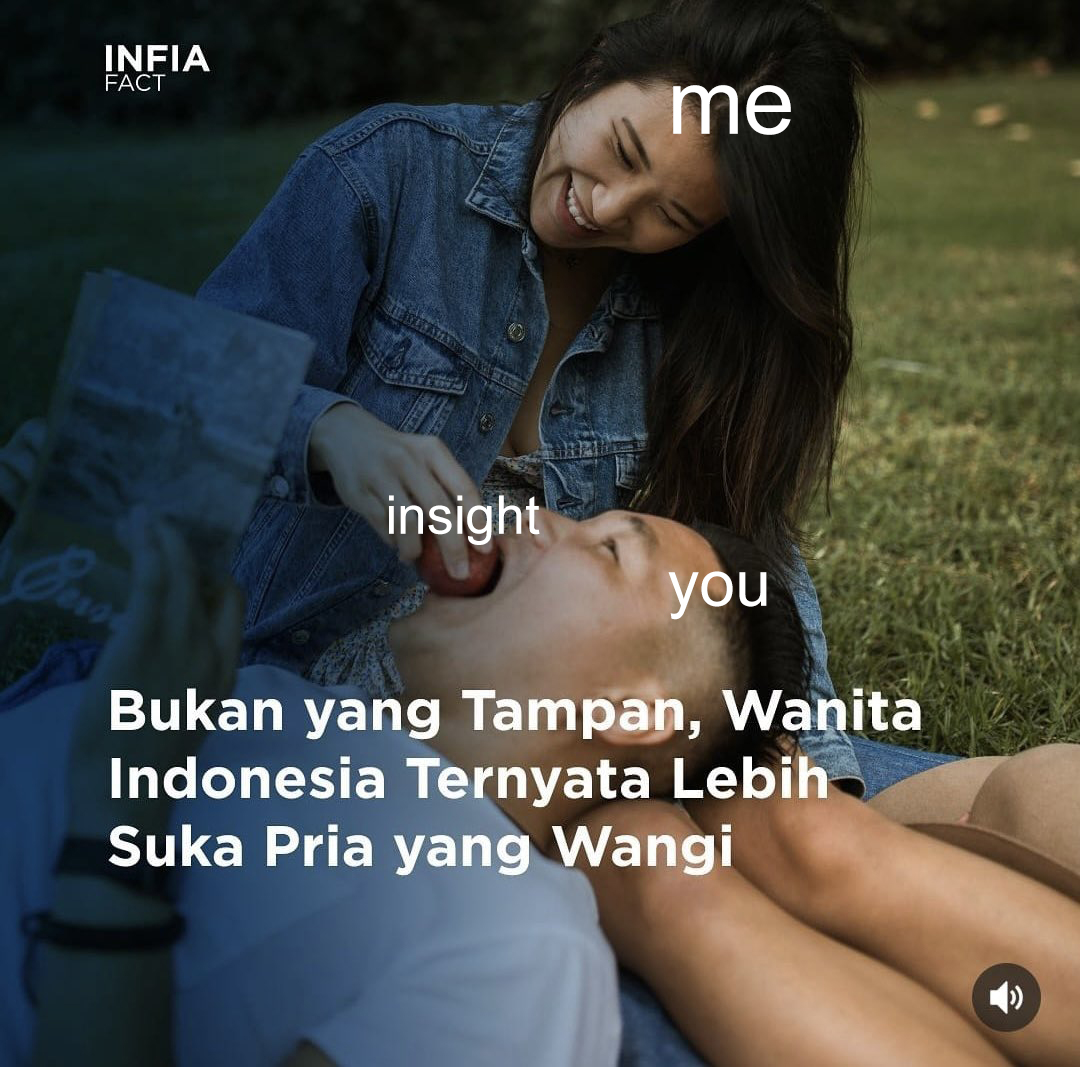 INFIA
FACT
me
insight
you
Bukan yang Tampan, Wanita
Indonesia Ternyata Lebih
Suka Pria yang Wangi